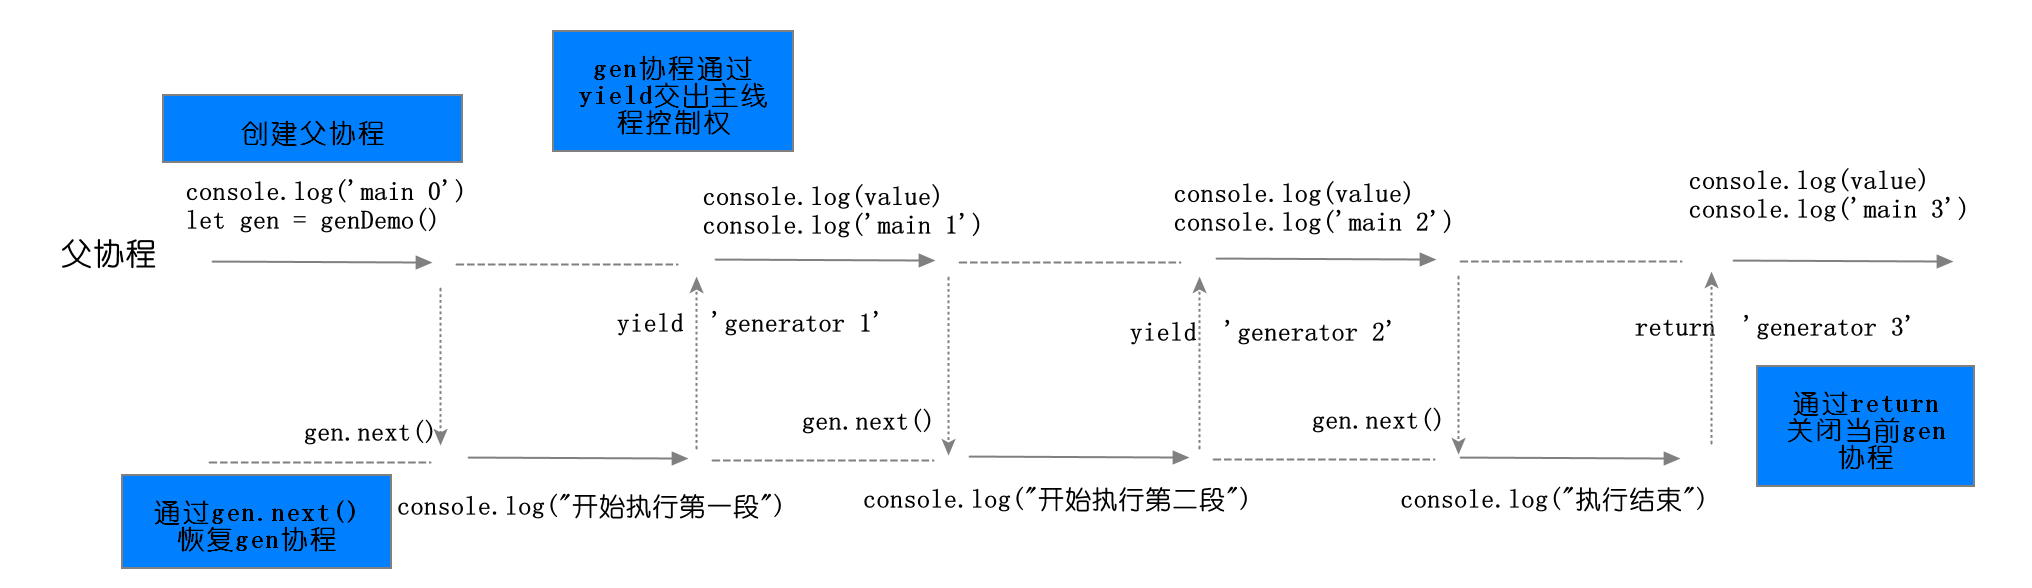 gen协程通过
yield交出主线
程控制权
创建父协程
console.log('main 0')
let gen = genDemo()
console.log(value)
console.log('main 1')
console.log(value)
console.log('main 2')
console.log(value)
console.log('main 3')
父协程
yield 'generator 1'
yield 'generator 2'
return 'generator 3'
gen.next()
gen.next()
gen.next()
通过return
关闭当前gen
协程
通过gen.next()
恢复gen协程
console.log("开始执行第一段")
console.log("开始执行第二段")
console.log("执行结束")